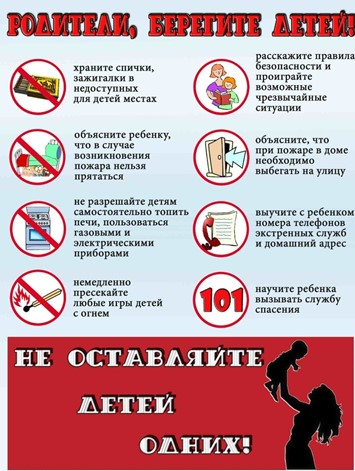 РОДИТЕЛИ, БЕРЕГИТЕ ДЕТЕЙ!
храните спички,
зажигалки в
недоступных
для детей местах
расскажите правила
безопасности и
проиграйте
возможные
чрезвычайные
ситуации
объясните ребенку,
что в случае
возникновения
пожара нельзя
прятаться
объясните, что
при пожаре в доме
необходимо
выбегать на улицу
не разрешайте детям
самостоятельно топить
печи, пользоваться
газовыми и
электрическими
приборами
выучите с ребенком
номера телефонов
экстренных служб
и домашний адрес
немедленно
пресекайте
любые игры детей
с огнем
101
научите ребенка
вызывать службу
спасения
НЕ ОСТАВЛЯЙТЕ
ДЕТЕЙ
ОДНИХ!